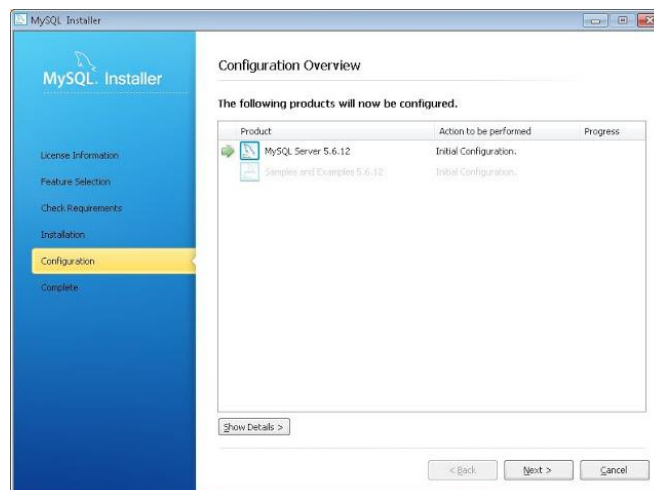 MySQL Installer
MySQL. Installer
License Information
Feature Selection
Check Requirements
Installation
Configuration
Complete
Configuration Overview
The following products will now be configured.
Product Action to be performed Progress
MySQL Server 5.6.12 Initial Configuration.
Samples and Examples 5.6.12 Initial Configuration.
Show Details >
< Back Next > Cancel